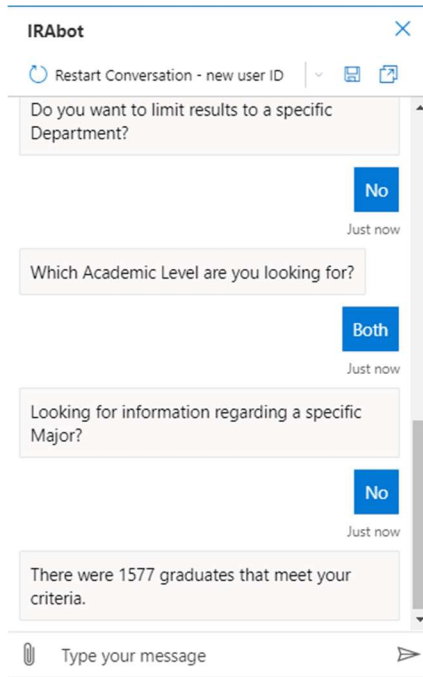 IRAbot
Restart Conversation - new user ID
Do you want to limit results to a specific
Department?
No
Just now
Which Academic Level are you looking for?
Both
Just now
Looking for information regarding a specific
Major?
No
Just now
There were 1577 graduates that meet your
criteria.
Type your message